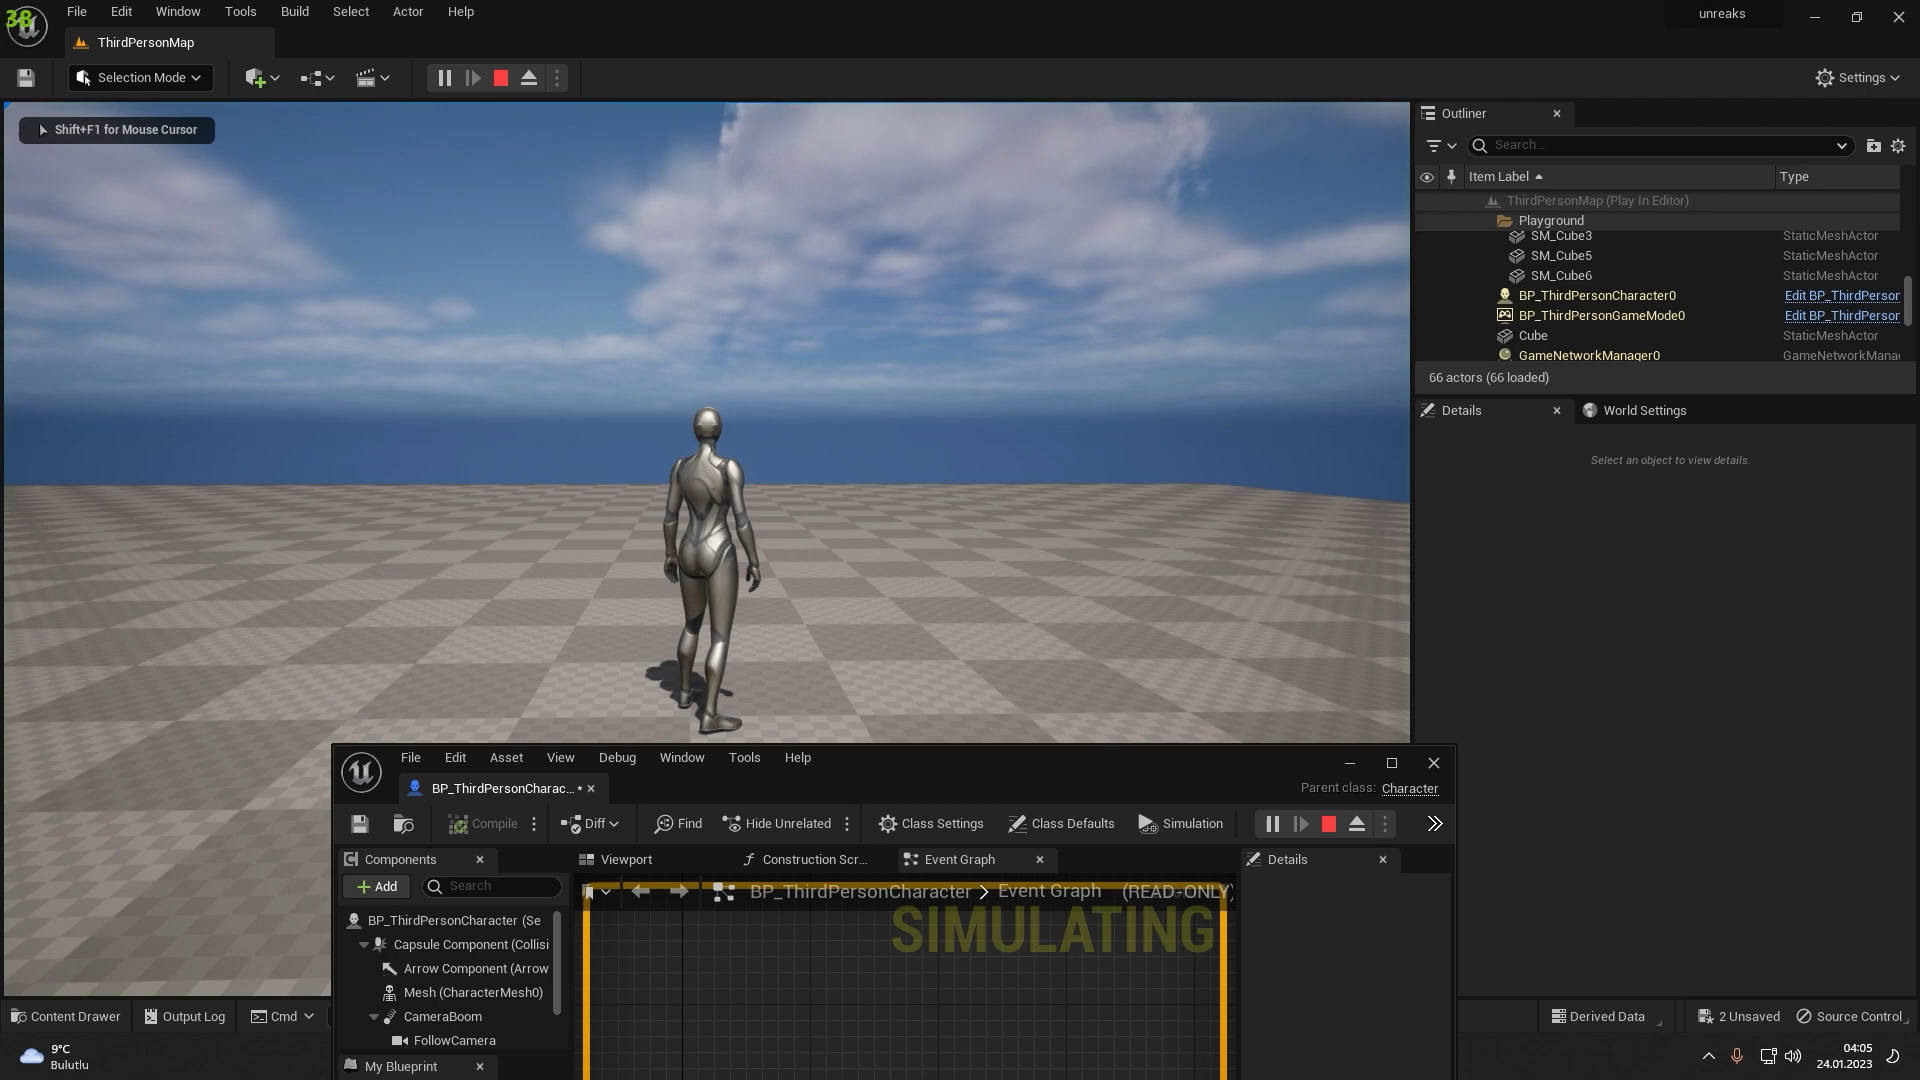 38
File Edit Window Tools Build Select Actor Help
unreaks
ThirdPersonMap
Selection Mode
Settings
Shift+F1 for Mouse Cursor
Outliner
Search...
Item Label
Type
ThirdPersonMap (Play In Editor)
Playground
SM_Cube3 StaticMeshActor
SM_Cube5 StaticMeshActor
SM_Cube6 StaticMeshActor
BP_ThirdPersonCharacter0 Edit BP_ThirdPerson
BP_ThirdPersonGameMode0 Edit BP_ThirdPerson
Cube StaticMeshActor
GameNetworkManager0 GameNetworkMana
66 actors (66 loaded)
Details
World Settings
Select an object to view details.
File Edit Asset View Debug Window Tools Help
BP_ThirdPersonCharac... *
Parent class: Character
Compile Diff Find Hide Unrelated Class Settings Class Defaults Simulation
Components
Viewport
Construction Scr...
Event Graph
Details
+ Add
Search
BP_ThirdPersonCharacter > Event Graph (READ-ONLY)
SIMULATING
BP_ThirdPersonCharacter (Se
Capsule Component (Collisi
Arrow Component (Arrow
Mesh (CharacterMesh0)
CameraBoom
FollowCamera
My Blueprint
Content Drawer
Output Log
Cmd
Derived Data
2 Unsaved
Source Control
9°C
Bulutlu
04:05
24.01.2023